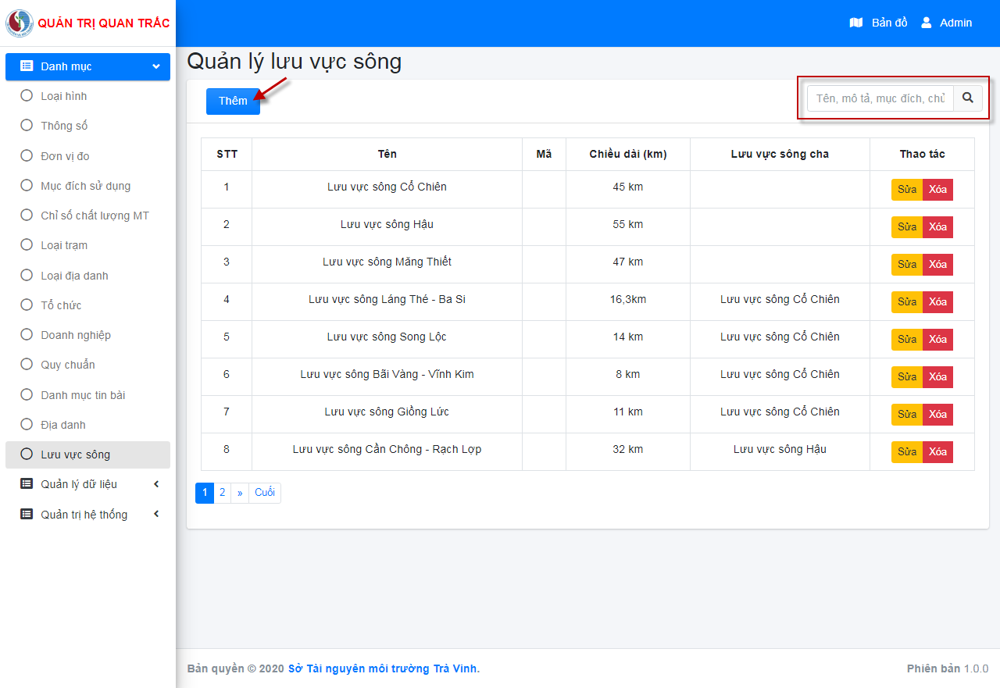 QUẢN TRỊ QUAN TRẮC
Bản đồ Admin
Danh mục
Loại hình
Thông số
Đơn vị đo
Mục đích sử dụng
Chỉ số chất lượng MT
Loại trạm
Loại địa danh
Tổ chức
Doanh nghiệp
Quy chuẩn
Danh mục tin bài
Địa danh
Lưu vực sông
Quản lý dữ liệu
Quản trị hệ thống
Quản lý lưu vực sông
Thêm
Tên, mô tả, mục đích, chủ
STT Tên Mã Chiều dài (km) Lưu vực sông cha Thao tác
1 Lưu vực sông Cổ Chiên 45 km Sửa Xóa
2 Lưu vực sông Hậu 55 km Sửa Xóa
3 Lưu vực sông Măng Thiết 47 km Sửa Xóa
4 Lưu vực sông Láng Thé - Ba Si 16,3km Lưu vực sông Cổ Chiên Sửa Xóa
5 Lưu vực sông Song Lộc 14 km Lưu vực sông Cổ Chiên Sửa Xóa
6 Lưu vực sông Bãi Vàng - Vĩnh Kim 8 km Lưu vực sông Cổ Chiên Sửa Xóa
7 Lưu vực sông Giồng Lức 11 km Lưu vực sông Cổ Chiên Sửa Xóa
8 Lưu vực sông Cần Chông - Rạch Lợp 32 km Lưu vực sông Hậu Sửa Xóa
1 2 » Cuối
Bản quyền © 2020 Sở Tài nguyên môi trường Trà Vinh.
Phiên bản 1.0.0